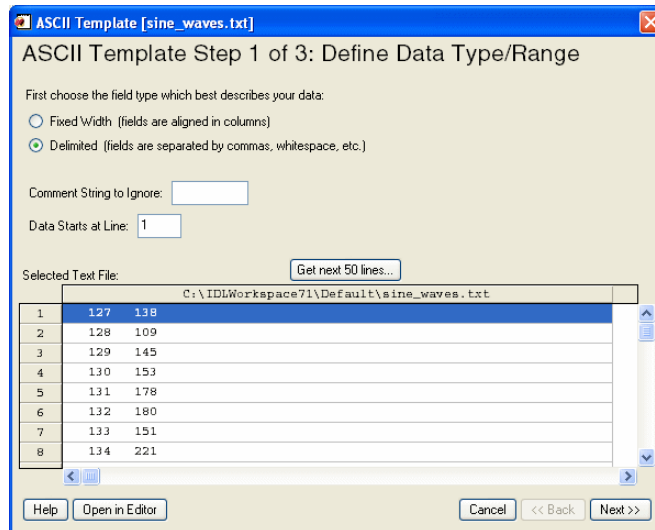 ASCII Template [sine_waves.txt]
ASCII Template Step 1 of 3: Define Data Type/Range
First choose the field type which best describes your data:
Fixed Width (fields are aligned in columns)
Delimited (fields are separated by commas, whitespace, etc.)
Comment String to Ignore:
Data Starts at Line: 1
Selected Text File: Get next 50 lines...
C:\IDLWorkspace71\Default\sine_waves.txt
1 127 138
2 128 109
3 129 145
4 130 153
5 131 178
6 132 180
7 133 151
8 134 221
Help Open in Editor Cancel << Back Next >>